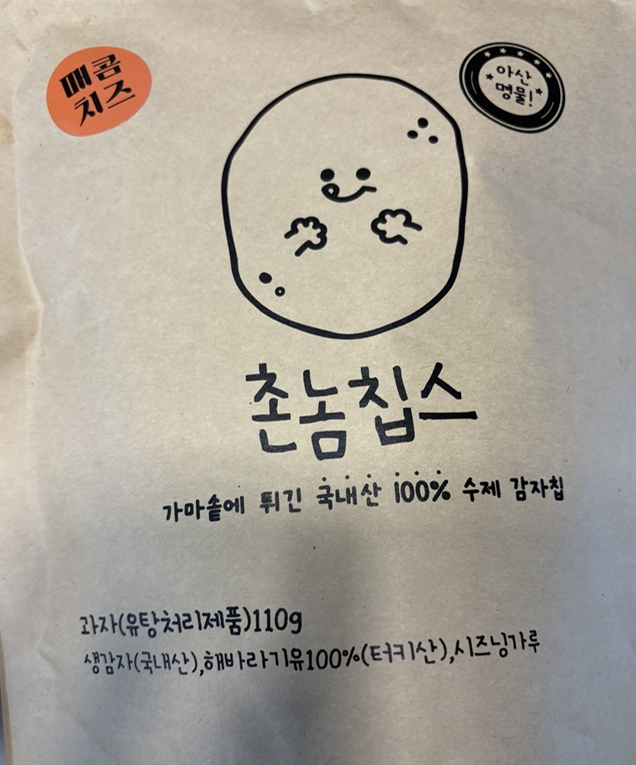 매콤
치즈
아산
명물!
촌놈칩스
가마솥에 튀긴 국내산 100% 수제 감자칩
과자(유탕처리제품)110g
생감자(국내산),해바라기유100%(터키산),시즈닝가루